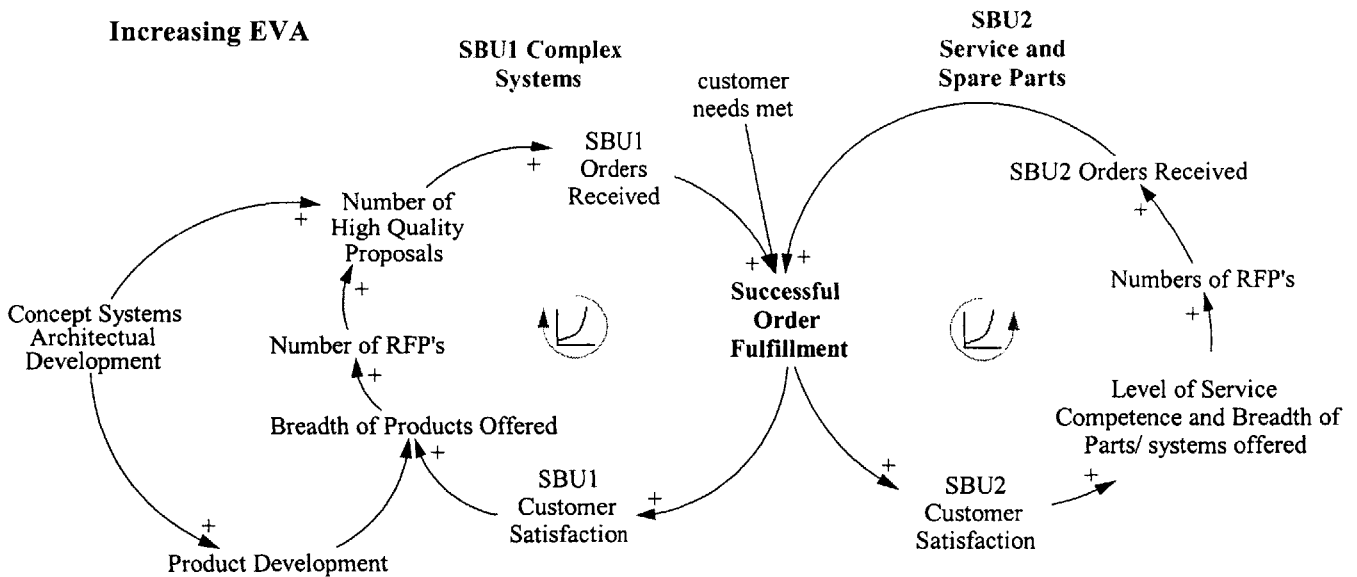 Increasing EVA
SBU1 Complex
Systems
SBU2
Service and
Spare Parts
customer
needs met
SBU1
Orders
Received
+
SBU2 Orders Received
+
Number of
High Quality
Proposals
+
+
+
+
Successful
Order
Fulfillment
Numbers of RFP's
+
Concept Systems
Architectual
Development
Number of RFP's
+
Level of Service
Competence and Breadth of
Parts/ systems offered
+
Breadth of Products Offered
+
SBU1
Customer
Satisfaction
+
SBU2
Customer
Satisfaction
+
Product Development
+